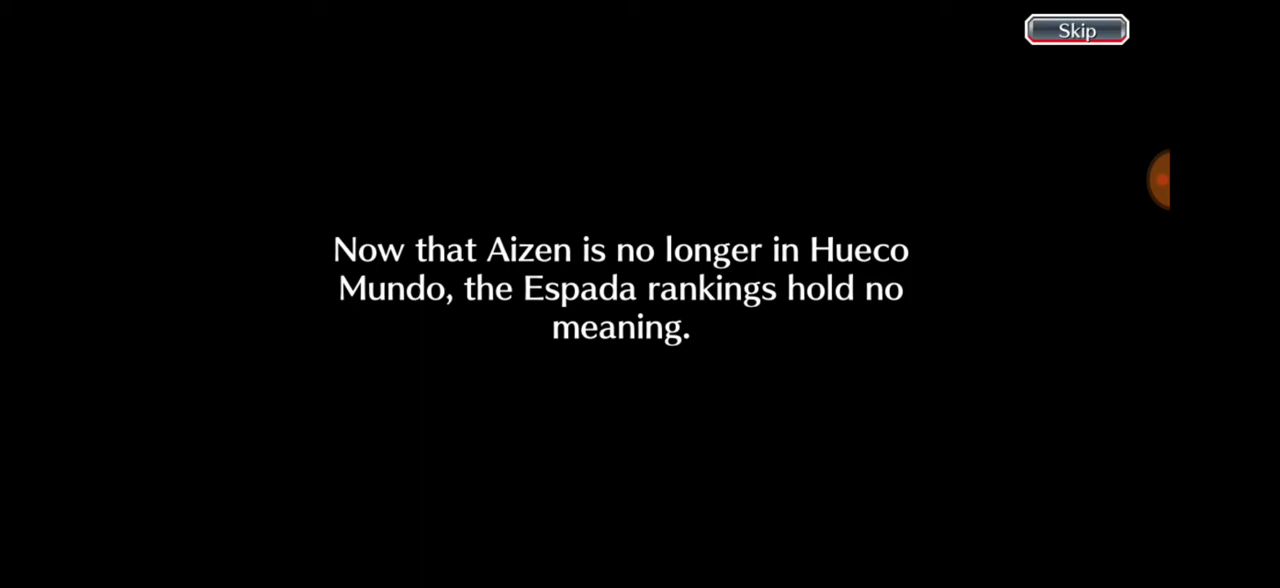 Skip
Now that Aizen is no longer in Hueco
Mundo, the Espada rankings hold no
meaning.